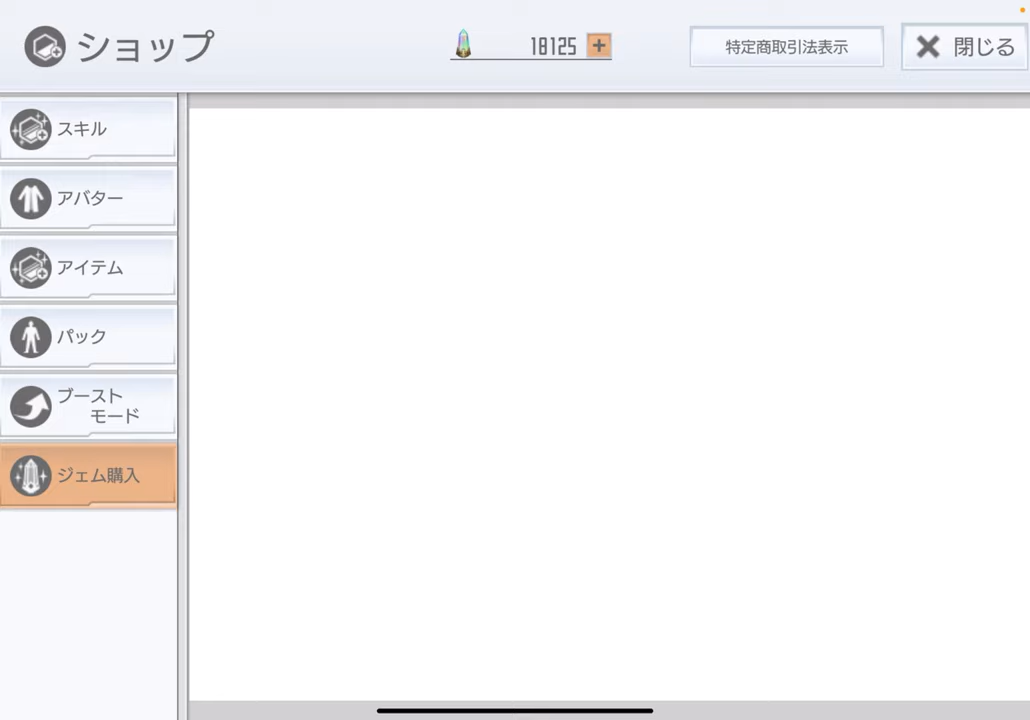 ショップ
18125
特定商取引法表示
閉じる
スキル
アバター
アイテム
パック
ブースト
モード
ジェム購入